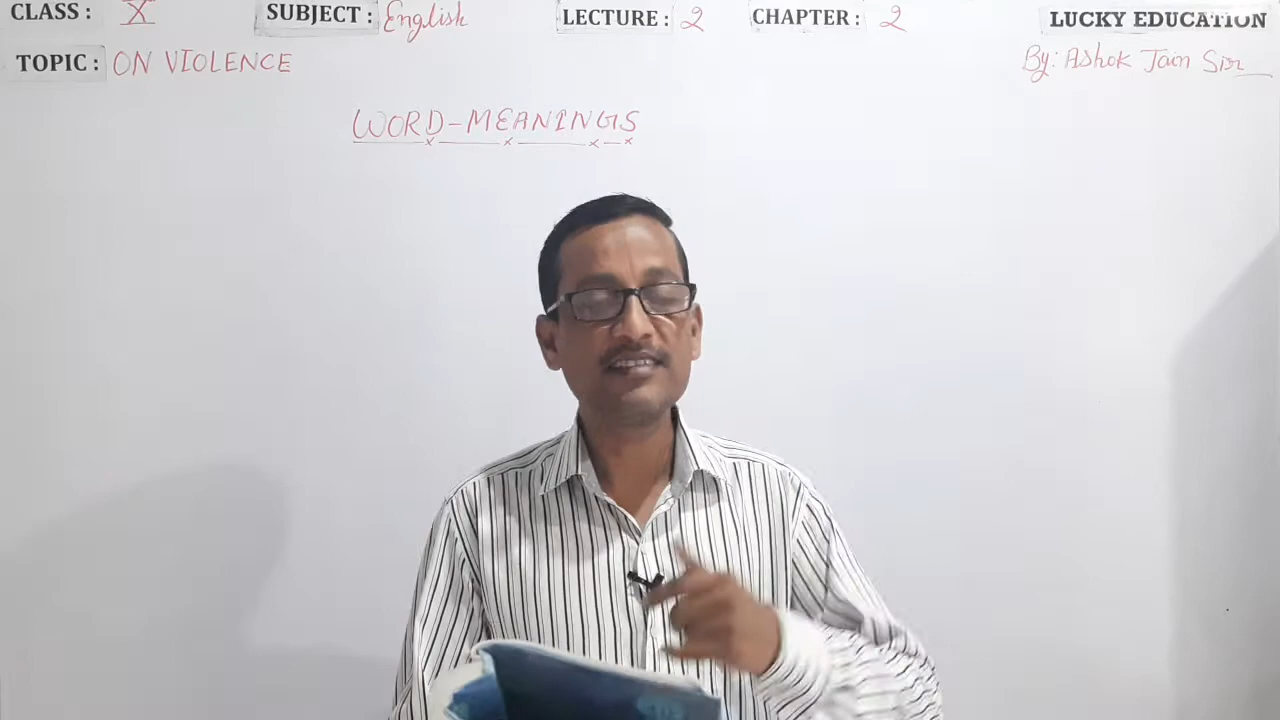 CLASS : X SUBJECT : English LECTURE : 2 CHAPTER : 2 LUCKY EDUCATION
TOPIC : ON VIOLENCE By: Ashok Jain Sir
WORD-MEANINGS